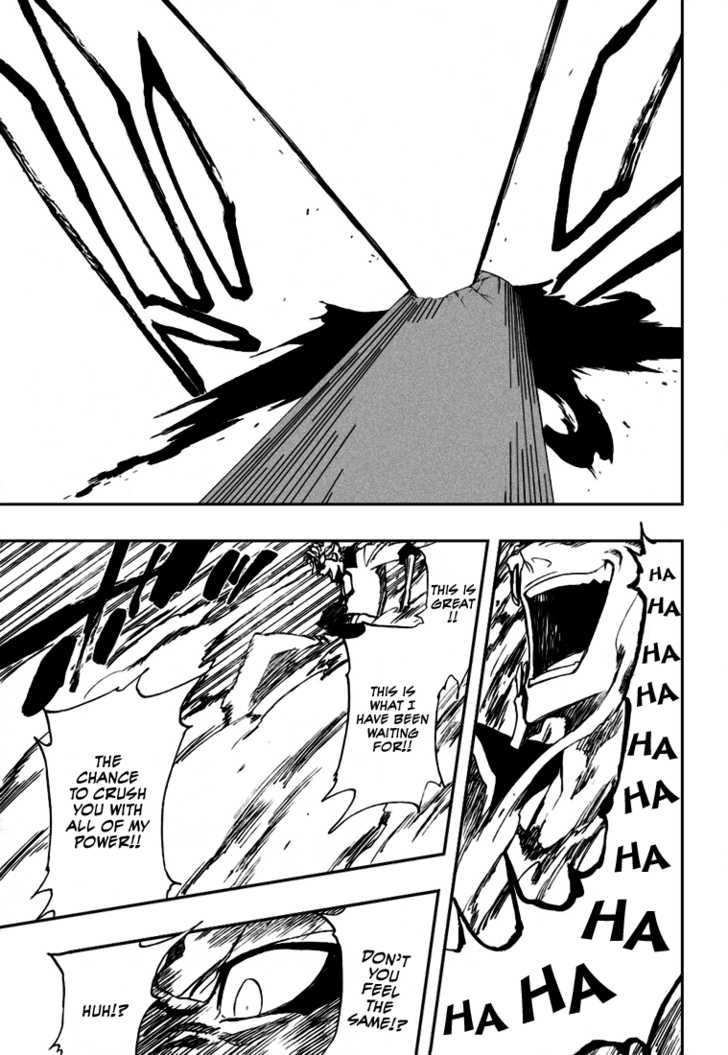 HA
HA
HA
HA
HA
HA
HA
HA
HA
HA
THIS IS
GREAT
!!
THIS IS
WHAT I
HAVE BEEN
WAITING
FOR!!
THE
CHANCE
TO CRUSH
YOU WITH
ALL OF MY
POWER!!
DON'T
YOU
FEEL
THE
SAME!?
HUH!?